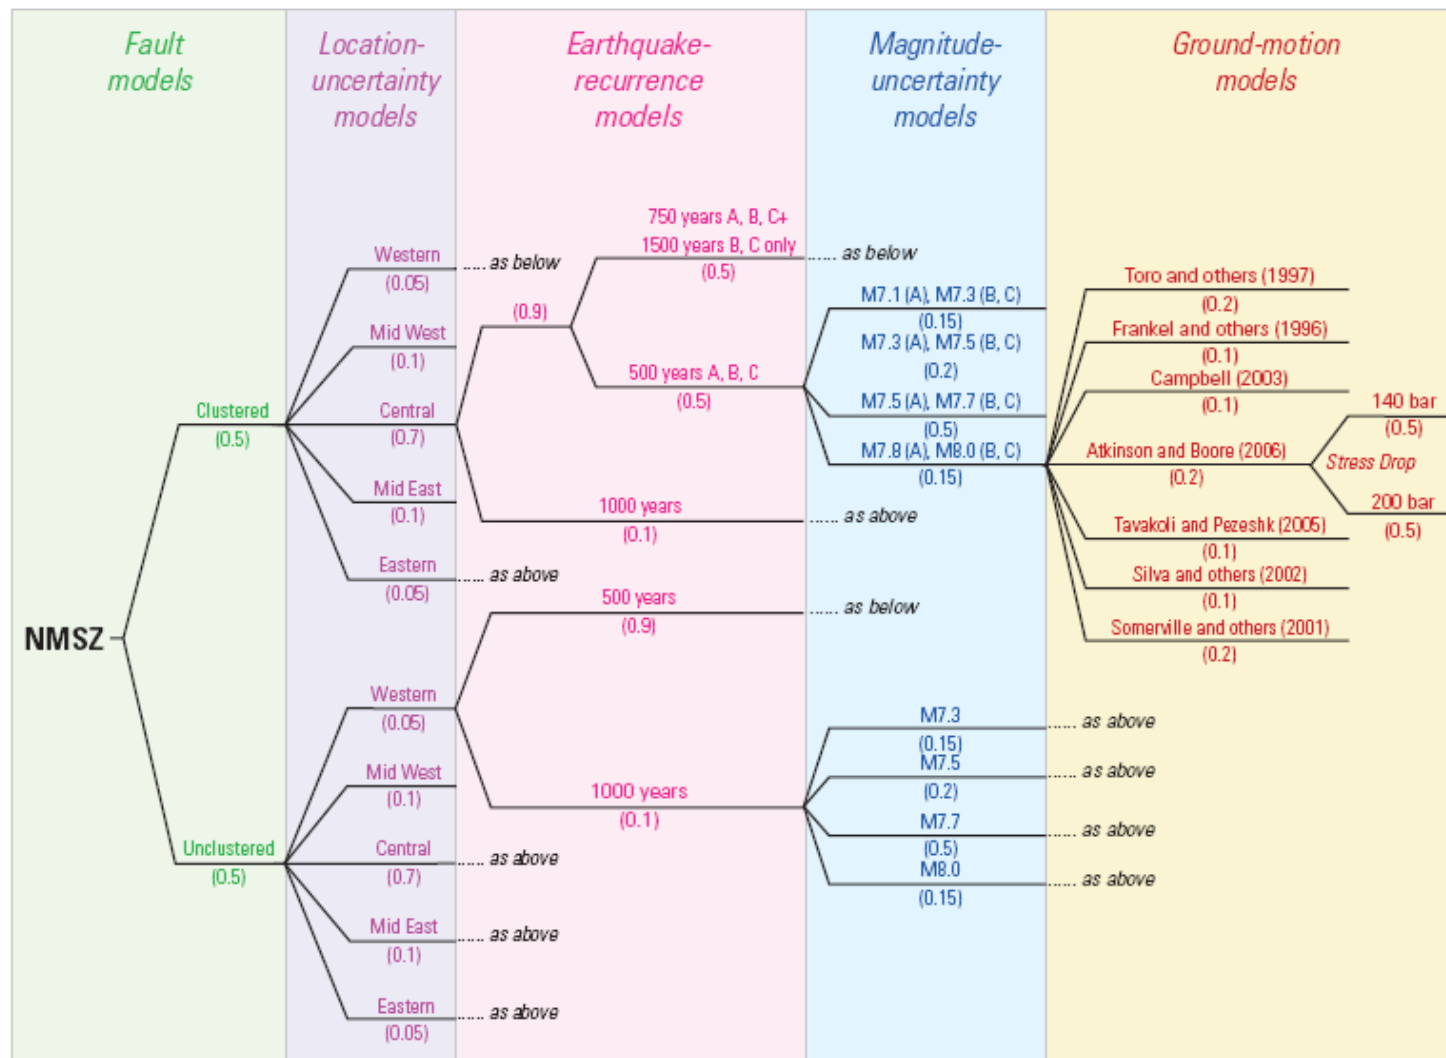 Fault
models
Location-
uncertainty
models
Earthquake-
recurrence
models
Magnitude-
uncertainty
models
Ground-motion
models
NMSZ
Clustered
(0.5)
Unclustered
(0.5)
Western
(0.05)
..... as below
Mid West
(0.1)
Central
(0.7)
Mid East
(0.1)
Eastern
(0.05)
..... as above
Western
(0.05)
Mid West
(0.1)
Central
(0.7)
..... as above
Mid East
(0.1)
..... as above
Eastern
(0.05)
..... as above
(0.9)
750 years A, B, C+
1500 years B, C only
(0.5)
..... as below
500 years A, B, C
(0.5)
1000 years
(0.1)
..... as above
500 years
(0.9)
..... as below
1000 years
(0.1)
M7.1 (A), M7.3 (B, C)
(0.15)
M7.3 (A), M7.5 (B, C)
(0.2)
M7.5 (A), M7.7 (B, C)
(0.5)
M7.8 (A), M8.0 (B, C)
(0.15)
M7.3
(0.15)
..... as above
M7.5
(0.2)
..... as above
M7.7
(0.5)
..... as above
M8.0
(0.15)
..... as above
Toro and others (1997)
(0.2)
Frankel and others (1996)
(0.1)
Campbell (2003)
(0.1)
Atkinson and Boore (2006)
(0.2)
140 bar
(0.5)
Stress Drop
200 bar
(0.5)
Tavakoli and Pezeshk (2005)
(0.1)
Silva and others (2002)
(0.1)
Somerville and others (2001)
(0.2)